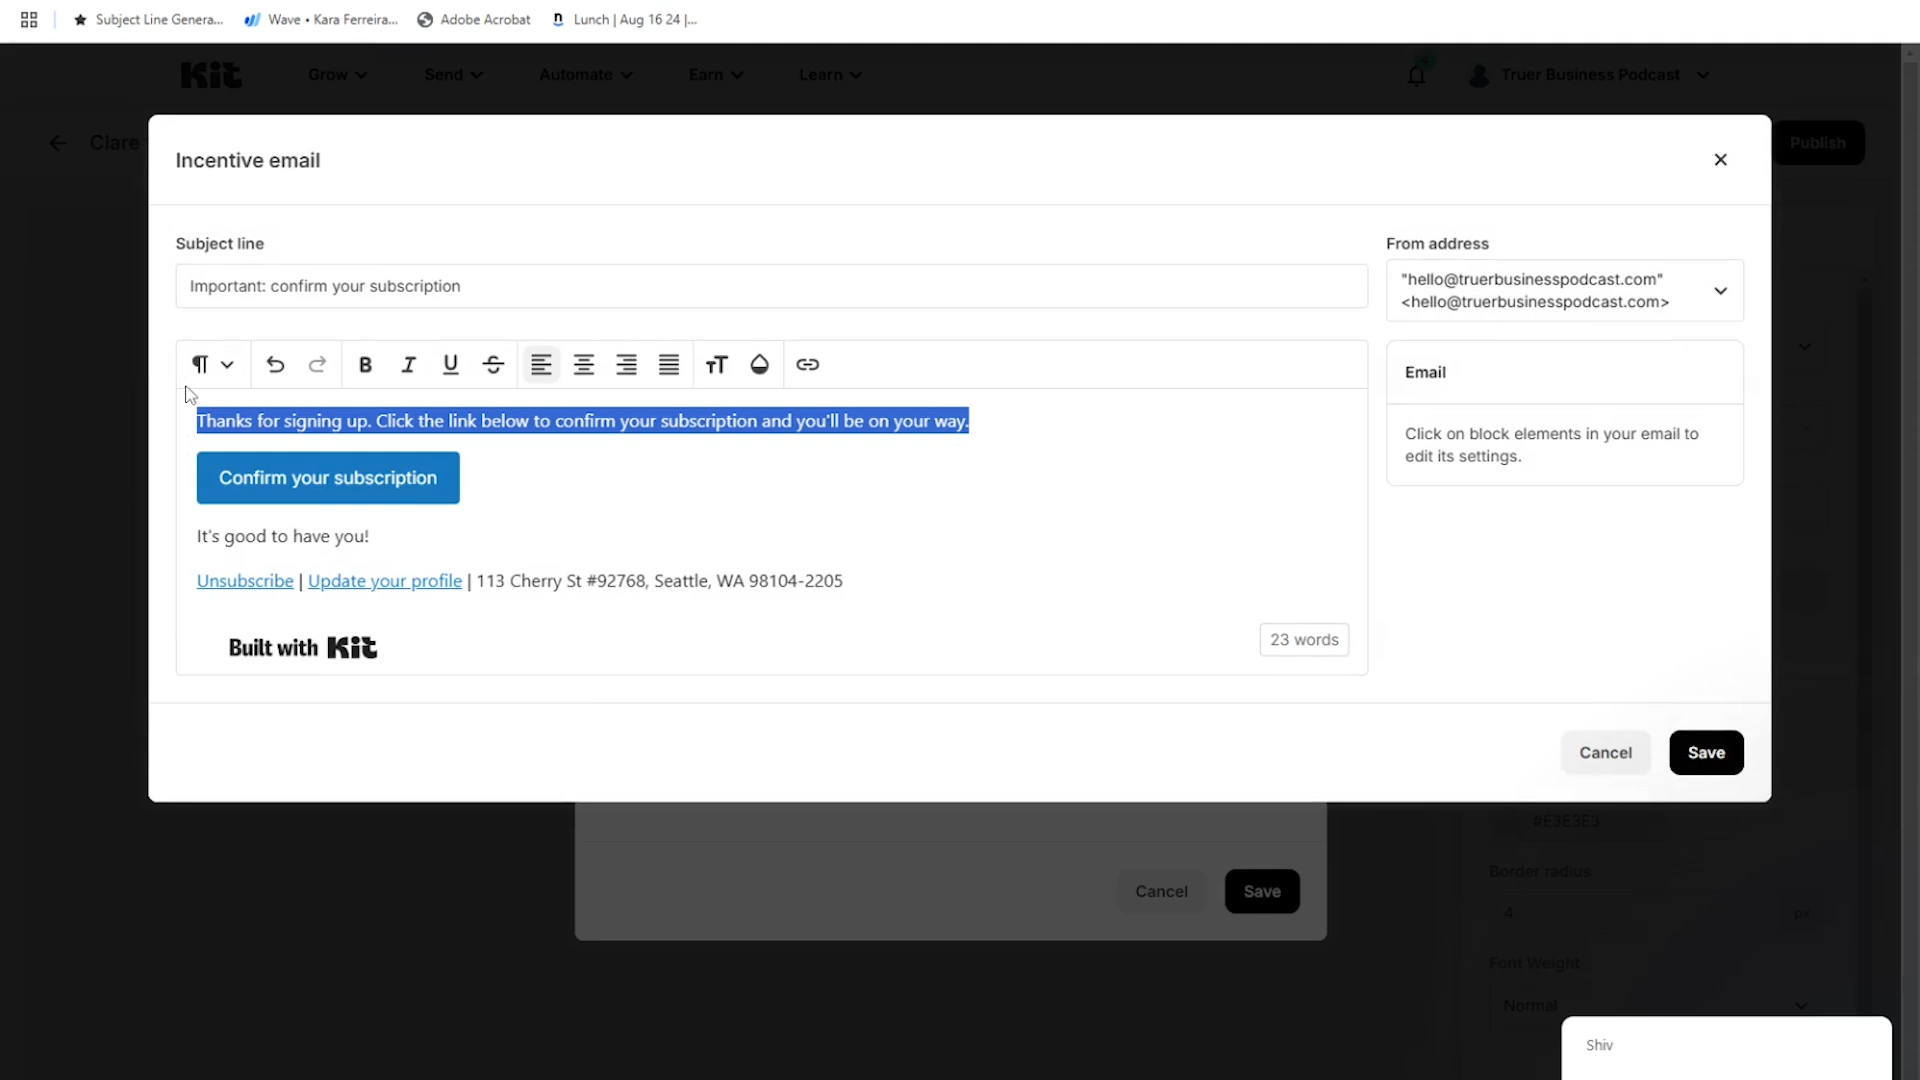 Subject Line Genera...
Wave • Kara Ferreira...
Adobe Acrobat
Lunch | Aug 16 24 |...
Kit
Grow
Send
Automate
Earn
Learn
Truer Business Podcast
Clare
Publish
Incentive email
Subject line
Important: confirm your subscription
From address
"hello@truerbusinesspodcast.com"
<hello@truerbusinesspodcast.com>
Thanks for signing up. Click the link below to confirm your subscription and you'll be on your way.
Confirm your subscription
It's good to have you!
Unsubscribe | Update your profile | 113 Cherry St #92768, Seattle, WA 98104-2205
Built with Kit
23 words
Email
Click on block elements in your email to
edit its settings.
Cancel
Save
#E3E3E3
Border radius
4
px
Cancel
Save
Font Weight
Normal
Shiv